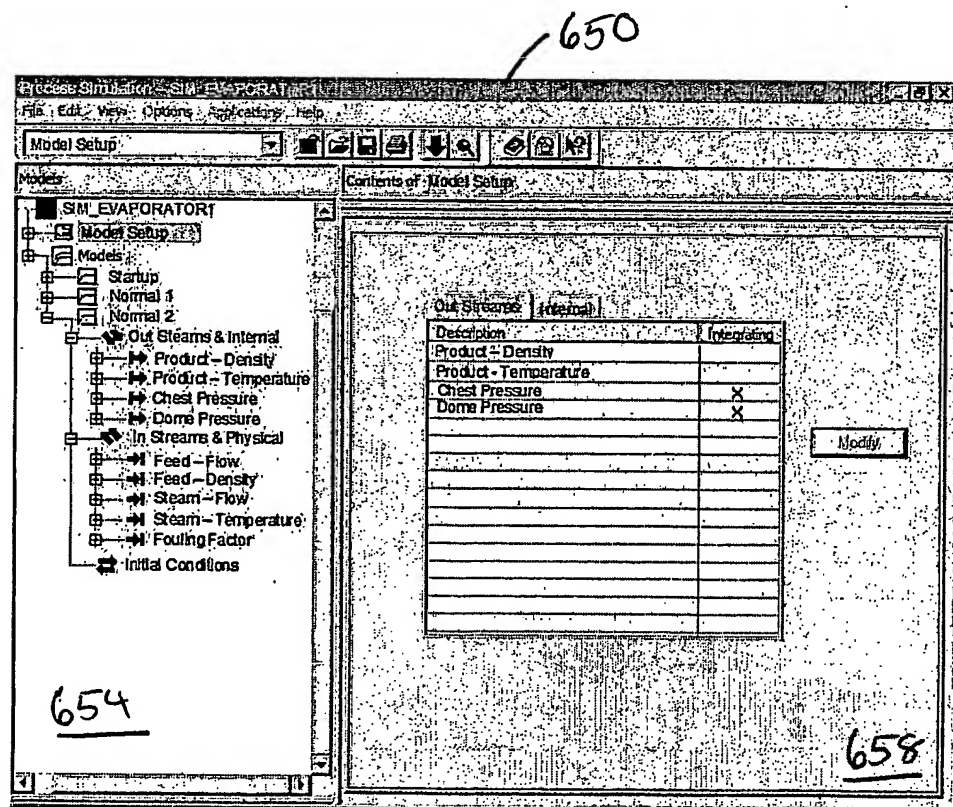 650
Process Simulation - SIM_EVAPORATOR1
File Edit View Options Applications Help
Model Setup
Models
Contents of Model Setup
SIM_EVAPORATOR1
Model Setup
Models
Startup
Normal 1
Normal 2
Out Steams & Internal
Product – Density
Product – Temperature
Chest Pressure
Dome Pressure
In Streams & Physical
Feed – Flow
Feed – Density
Steam – Flow
Steam – Temperature
Fouling Factor
Initial Conditions
654
Out Streams Internal
Description Integrating
Product – Density
Product - Temperature
Chest Pressure X
Dome Pressure X
Modify
658